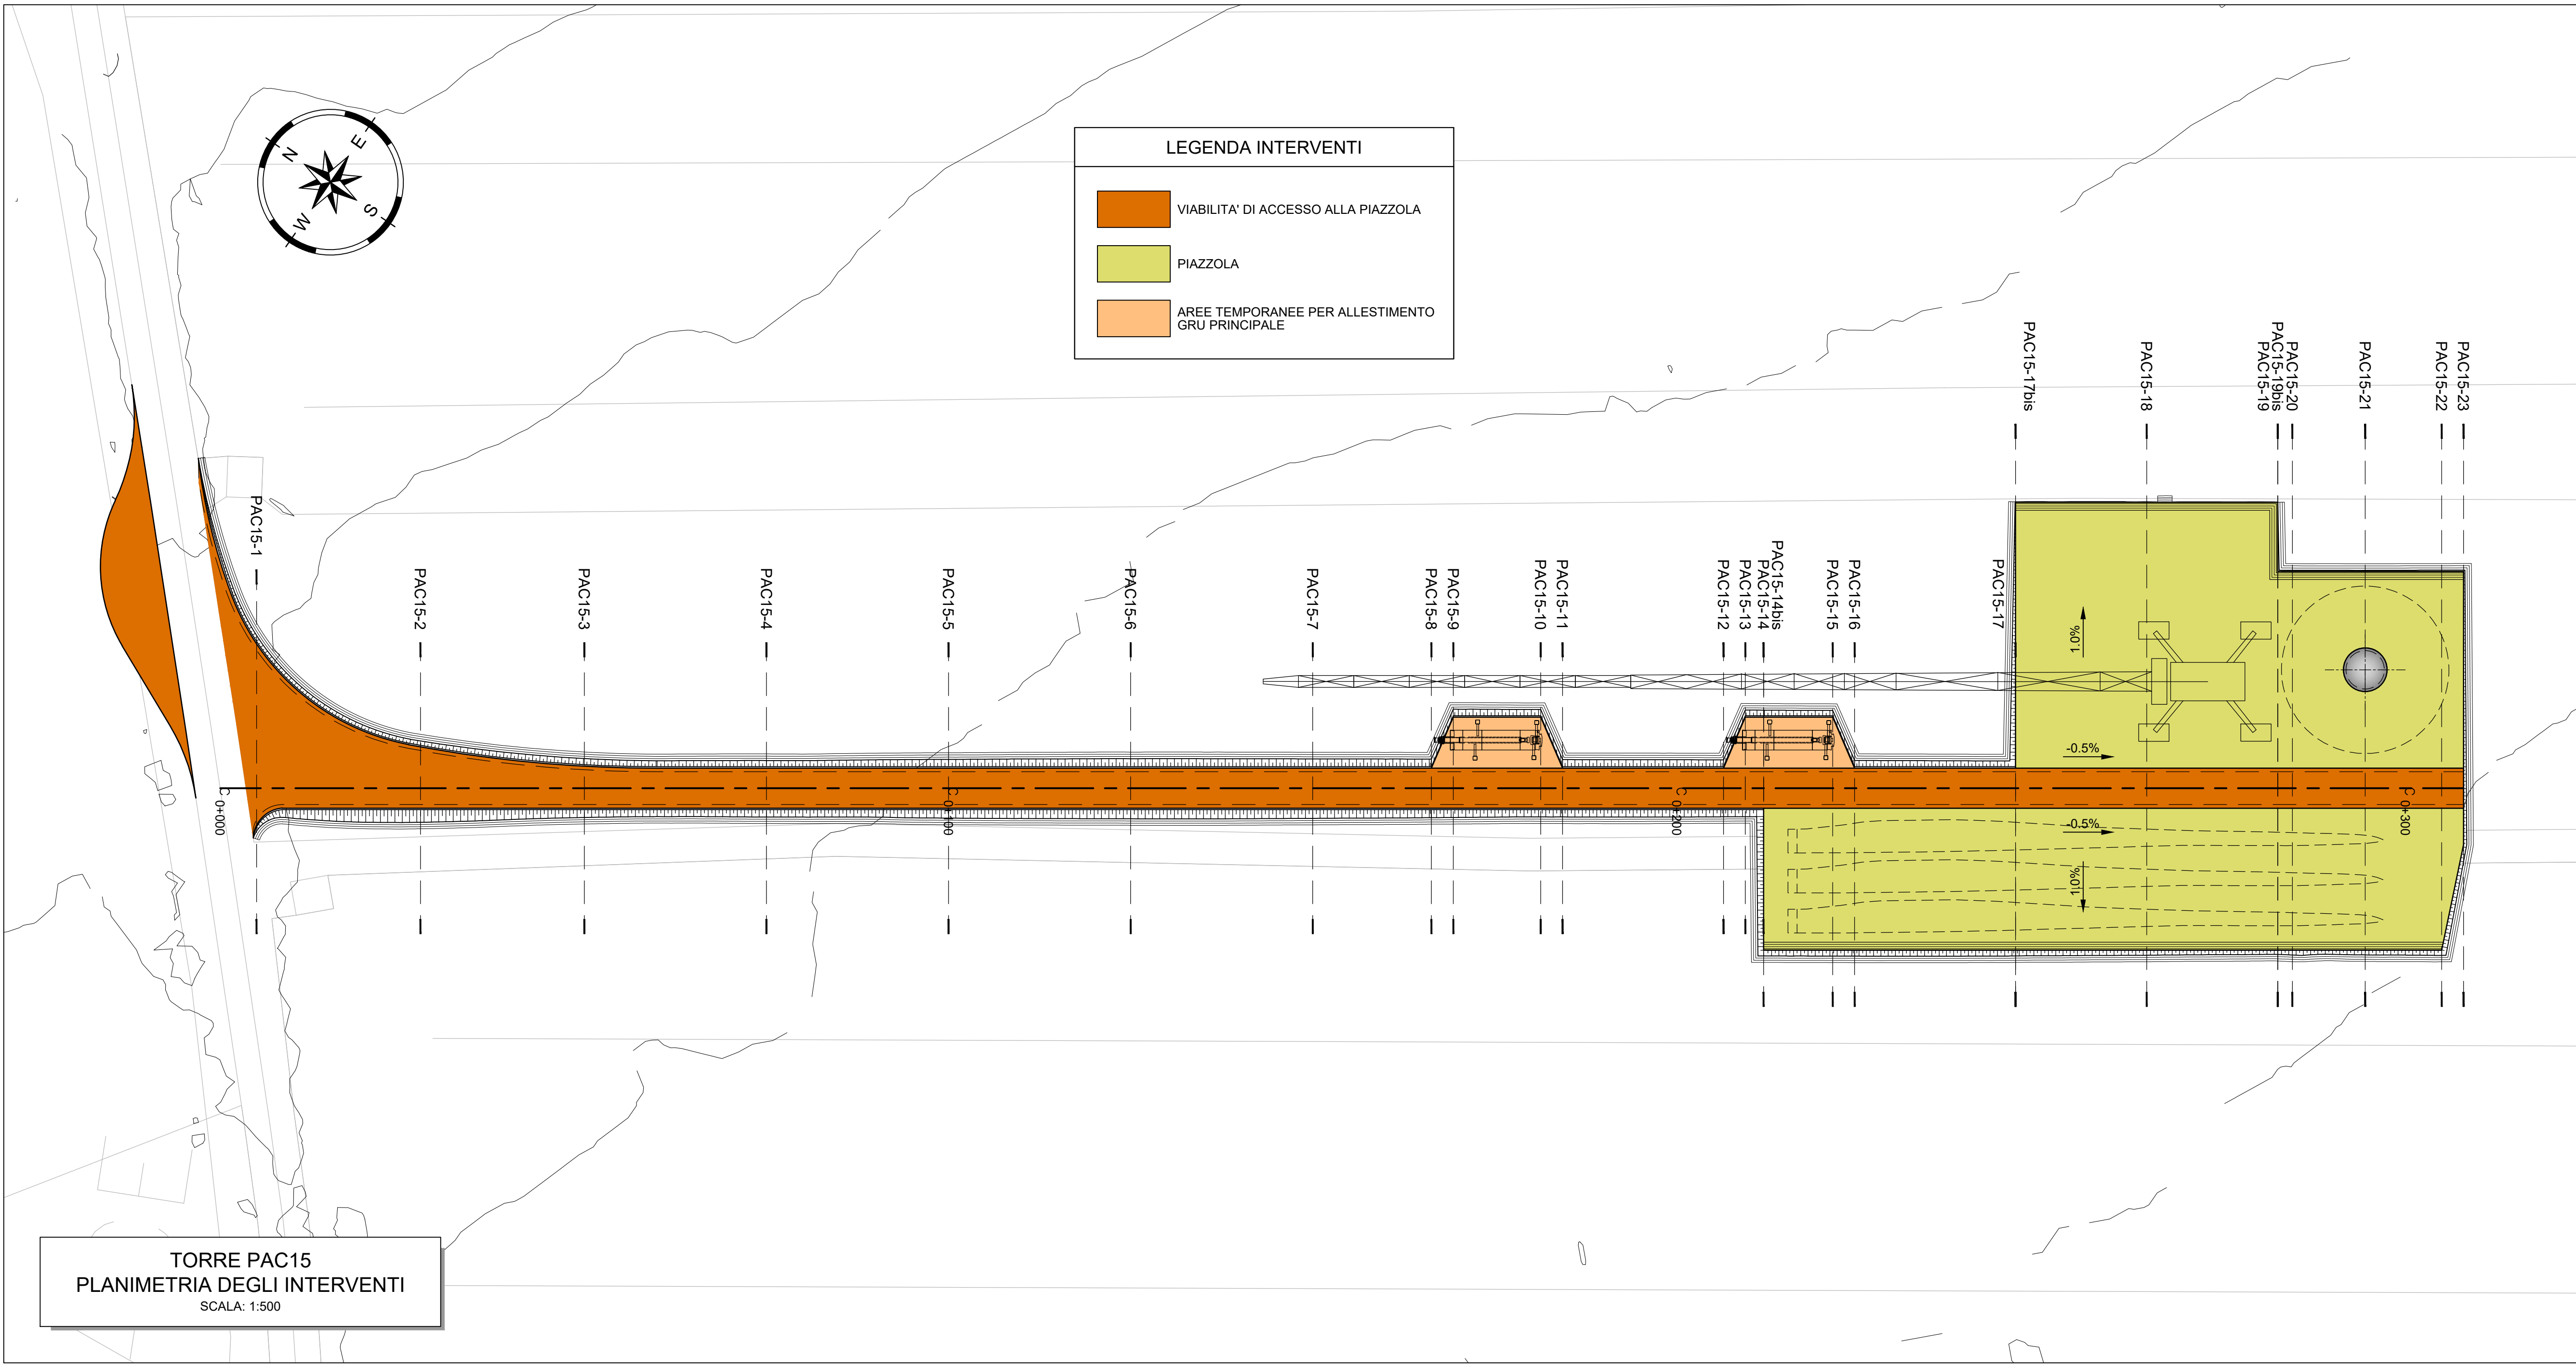 N
E
S
W
LEGENDA INTERVENTI
VIABILITA' DI ACCESSO ALLA PIAZZOLA
PIAZZOLA
AREE TEMPORANEE PER ALLESTIMENTO
GRU PRINCIPALE
PAC15-1
PAC15-2
PAC15-3
PAC15-4
PAC15-5
PAC15-6
PAC15-7
PAC15-8
PAC15-9
PAC15-10
PAC15-11
PAC15-12
PAC15-13
PAC15-14
PAC15-14bis
PAC15-15
PAC15-16
PAC15-17
PAC15-17bis
PAC15-18
PAC15-19
PAC15-19bis
PAC15-20
PAC15-21
PAC15-22
PAC15-23
1.0%
-0.5%
-0.5%
1.0%
C 0+000
C 0+100
C 0+200
C 0+300
TORRE PAC15
PLANIMETRIA DEGLI INTERVENTI
SCALA: 1:500